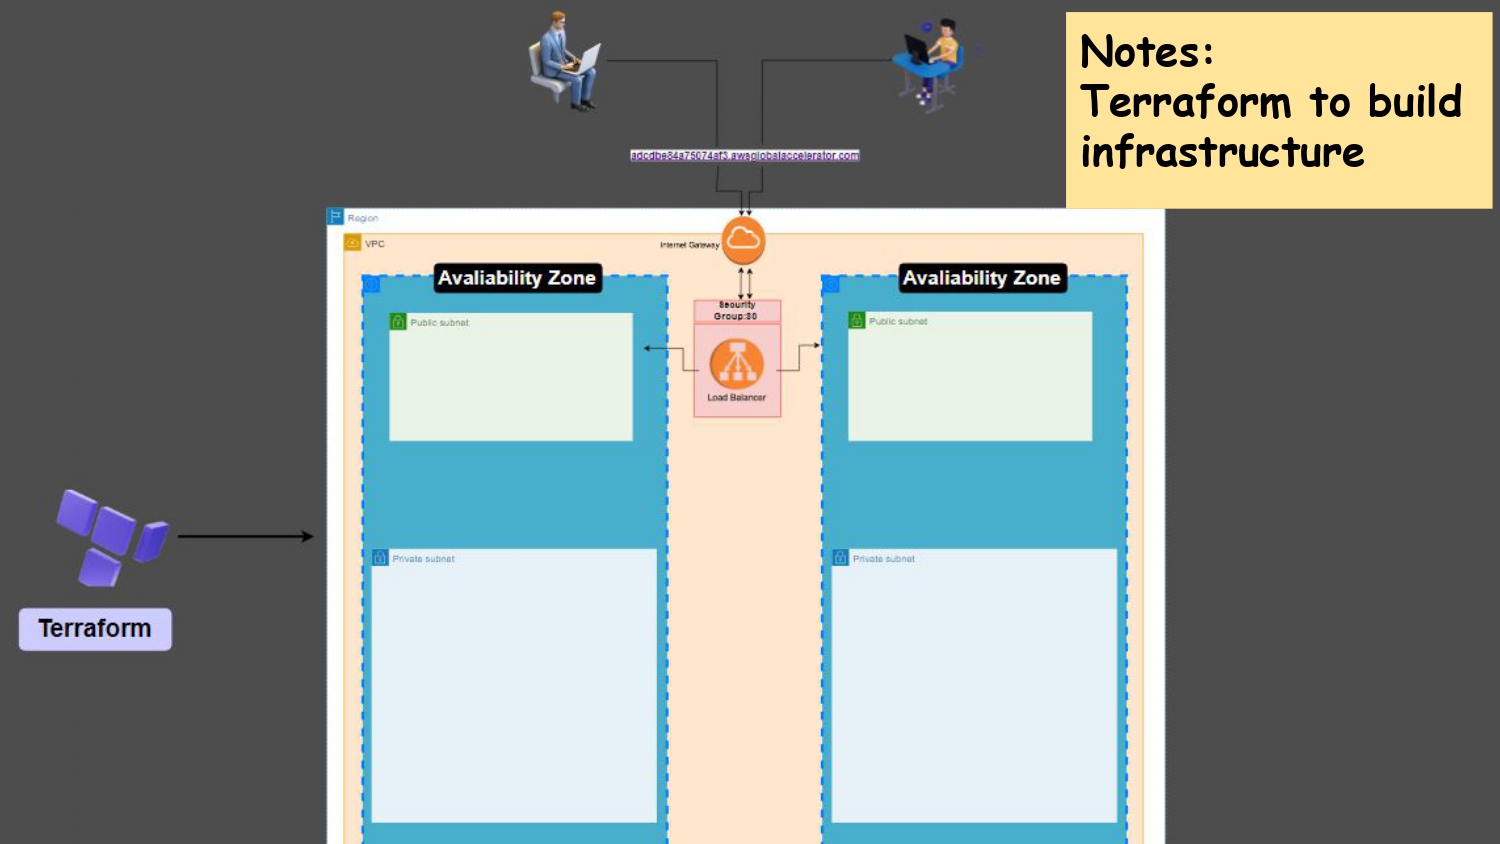 Notes:
Terraform to build
infrastructure
adcdbe84a75074af3.awsglobalaccelerator.com
Region
VPC
Internet Gateway
Avaliability Zone
Avaliability Zone
Security
Group:80
Public subnet
Public subnet
Load Balancer
Private subnet
Private subnet
Terraform